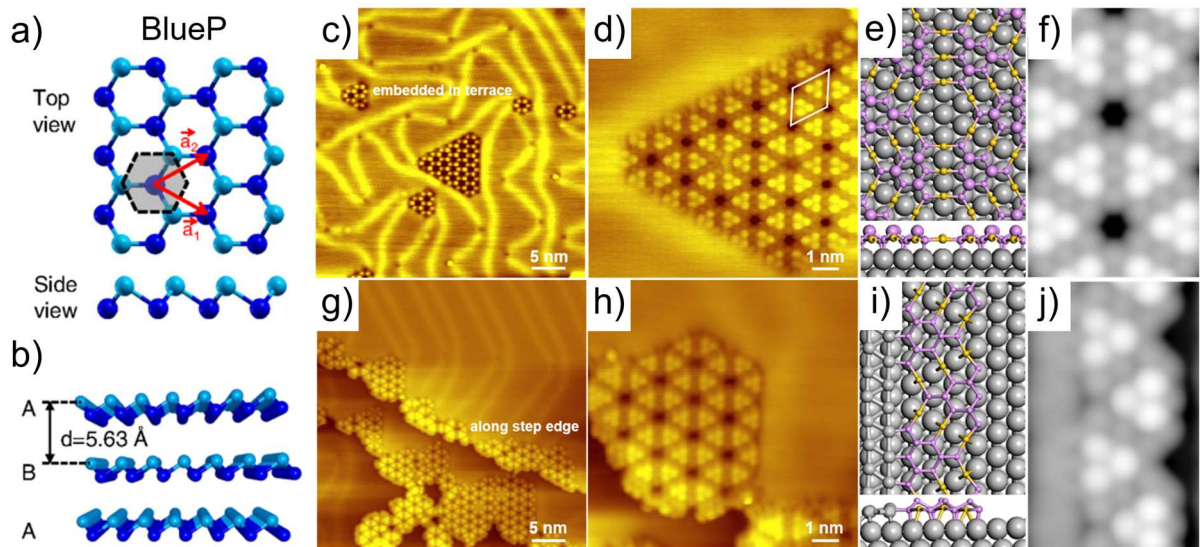 a)
BlueP
Top
view
a₂
a₁
Side
view
b)
A
d=5.63 Å
B
A
c)
embedded in terrace
5 nm
d)
1 nm
e)
f)
g)
along step edge
5 nm
h)
1 nm
i)
j)